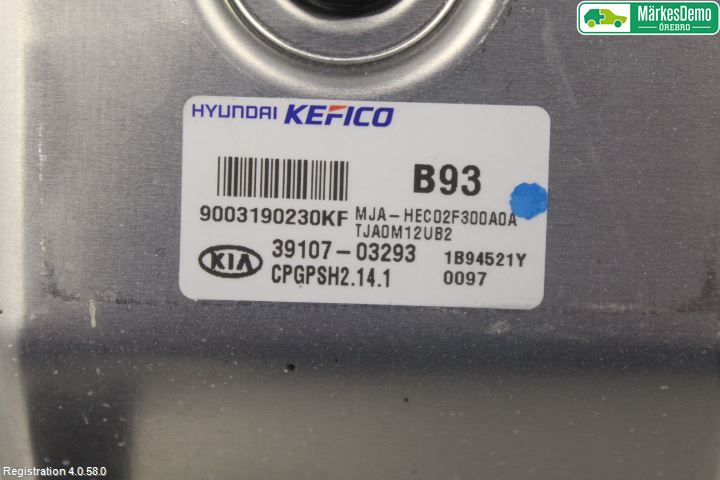 MärkesDemo
ÖREBRO
HYUNDAI KEFICO
B93
9003190230KF
MJA-HEC02F300A0A
TJA0M12UB2
KIA
39107-03293
1B94521Y
CPGPSH2.14.1
0097
Registration 4.0.58.0